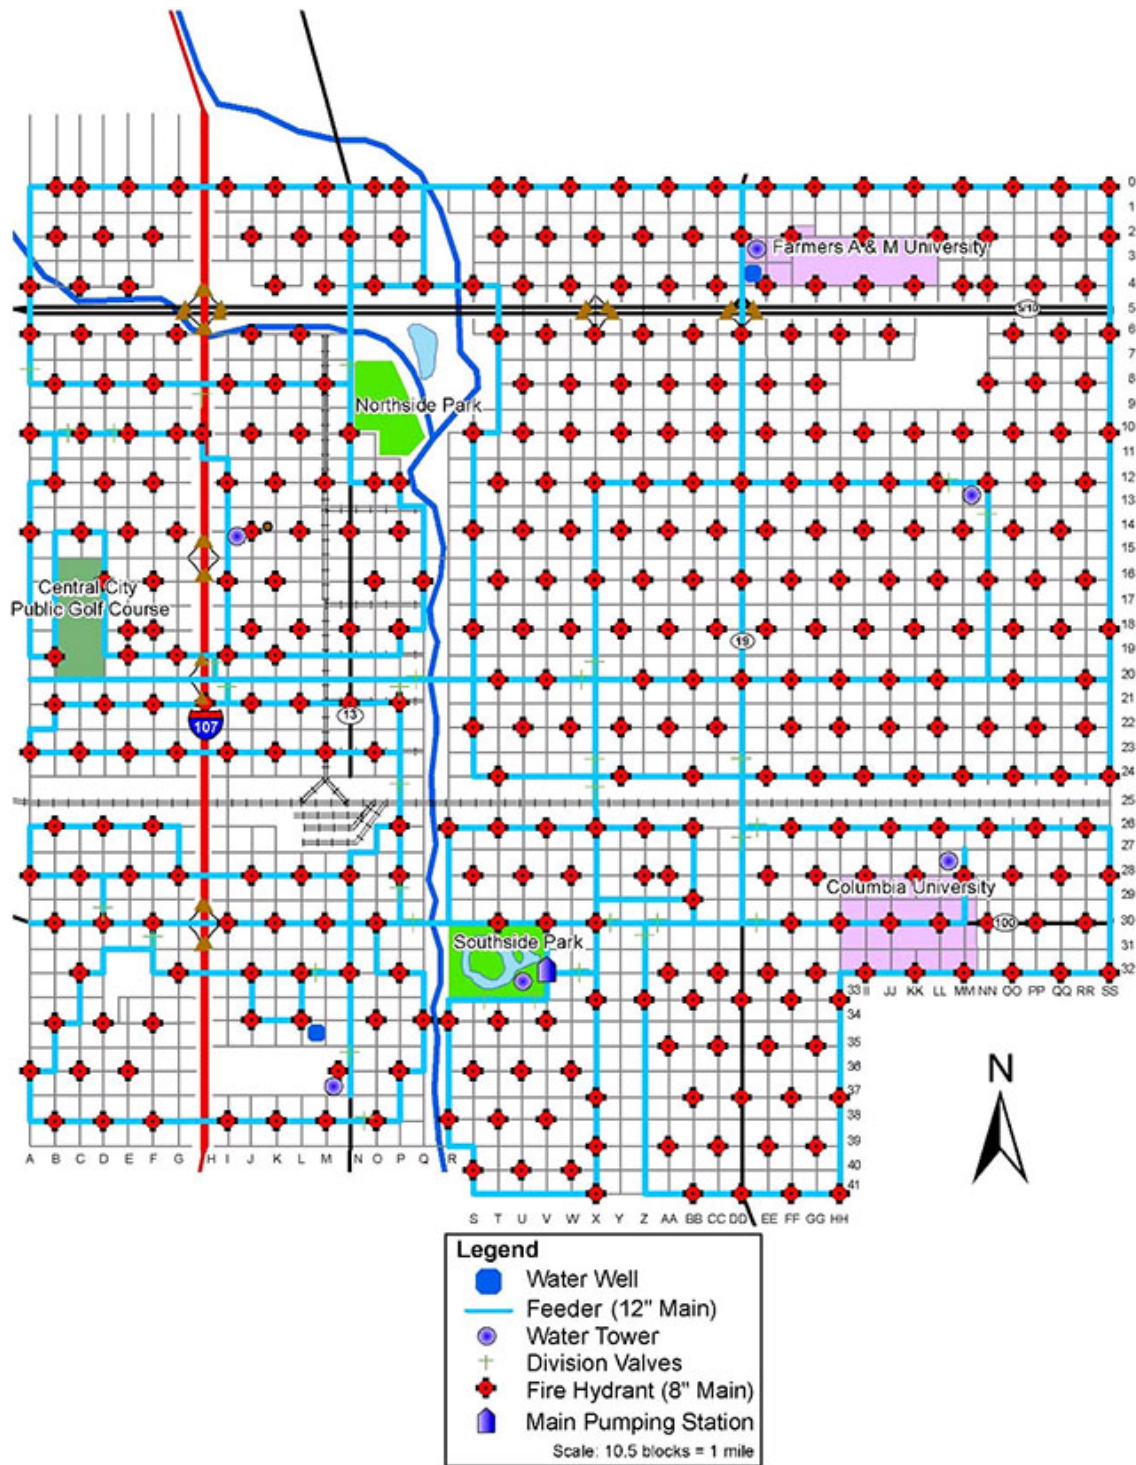 0
1
2
Farmers A & M University
3
4
5
5/10
6
7
8
Northside Park
9
10
11
12
13
14
15
Central City
Public Golf Course
16
17
18
19
19
20
21
13
107
22
23
24
25
26
27
28
Columbia University
29
100
30
Southside Park
31
32
II JJ KK LL MM NN OO PP QQ RR SS
33
34
35
36
37
38
39
40
41
N
A B C D E F G H I J K L M N O P Q R
S T U V W X Y Z AA BB CC DD EE FF GG HH
Legend
Water Well
Feeder (12" Main)
Water Tower
Division Valves
Fire Hydrant (8" Main)
Main Pumping Station
Scale: 10.5 blocks = 1 mile